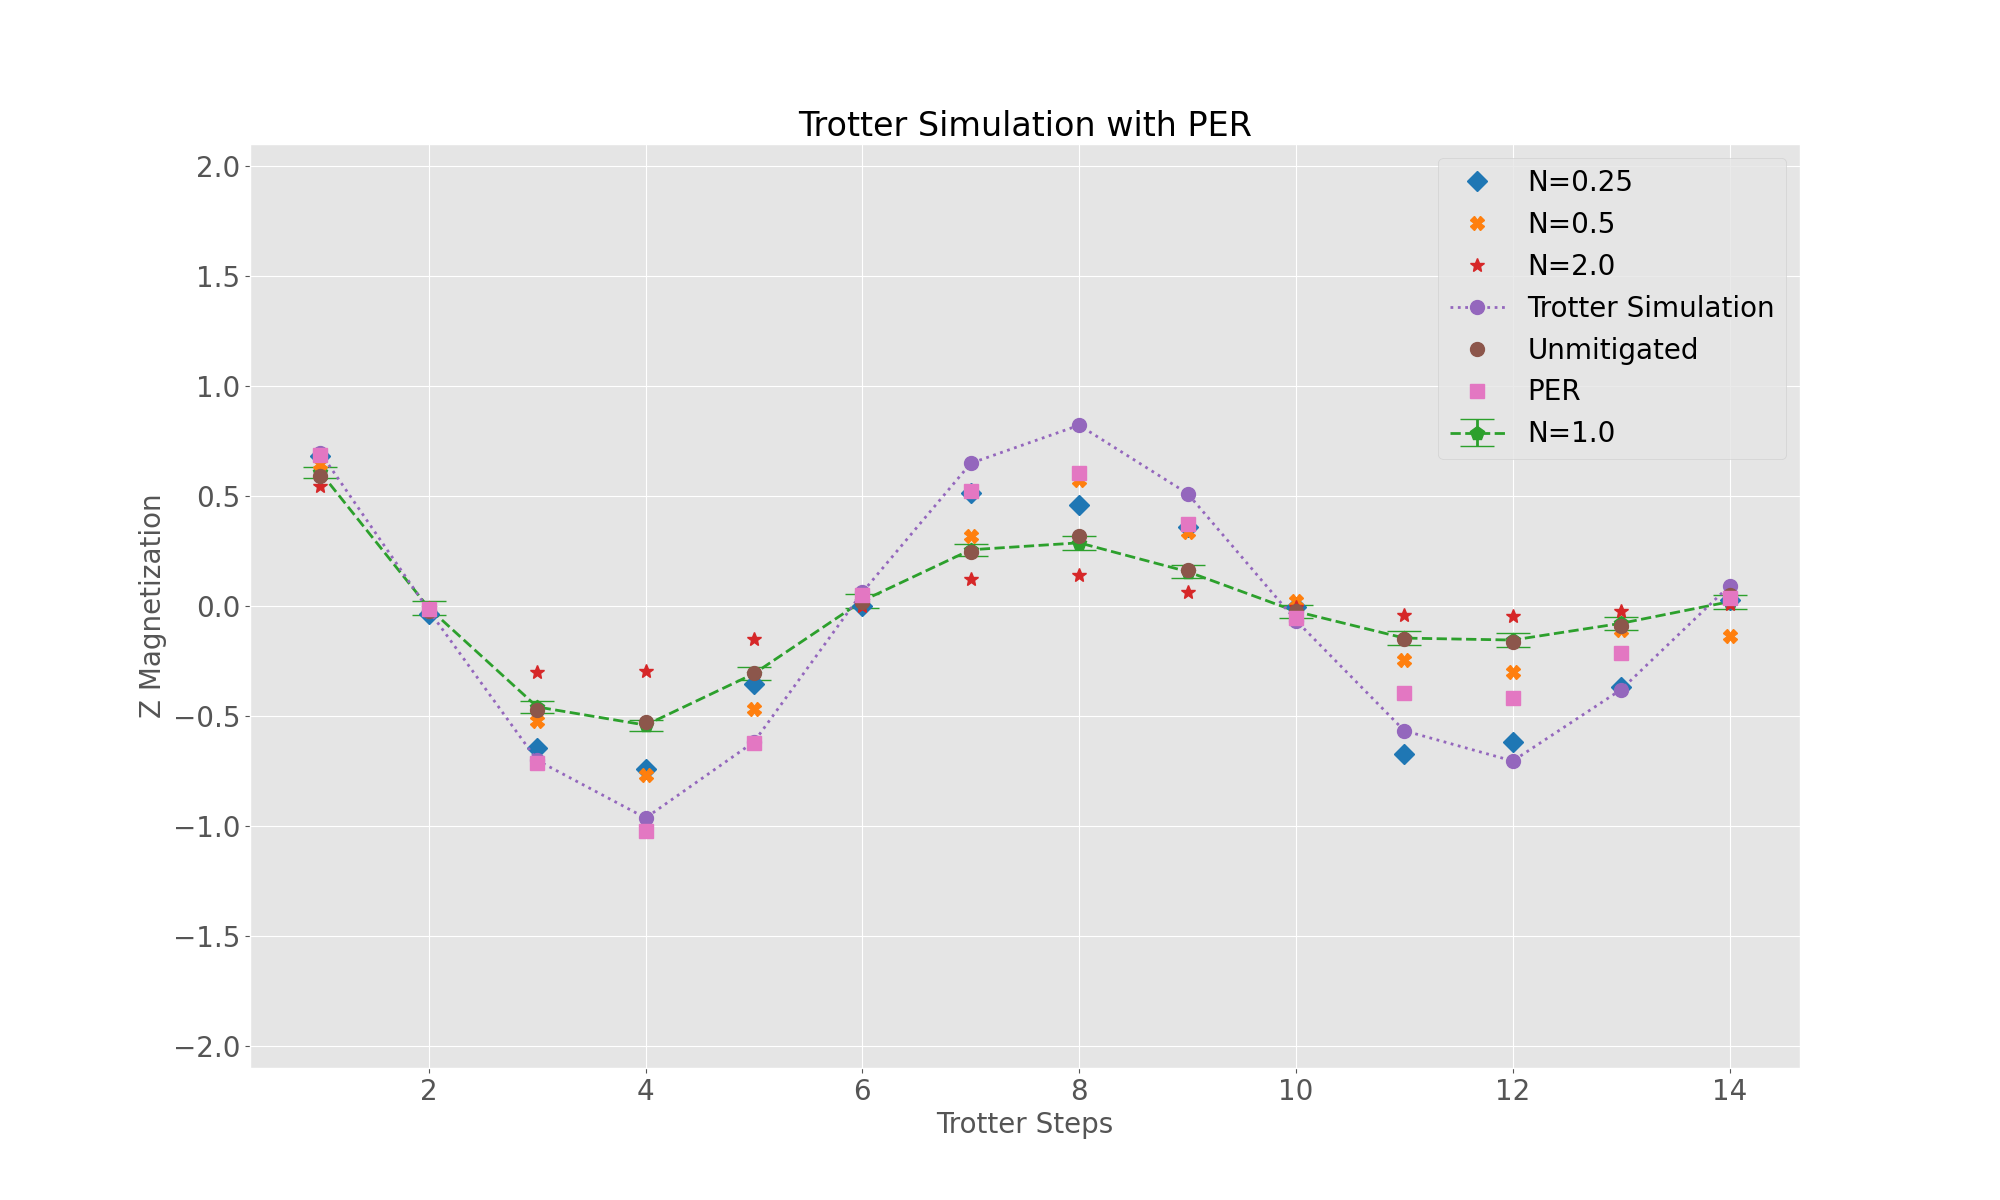 Trotter Simulation with PER
2.0
1.5
1.0
0.5
0.0
−0.5
−1.0
−1.5
−2.0
Z Magnetization
N=0.25
N=0.5
N=2.0
Trotter Simulation
Unmitigated
PER
N=1.0
2 4 6 8 10 12 14
Trotter Steps